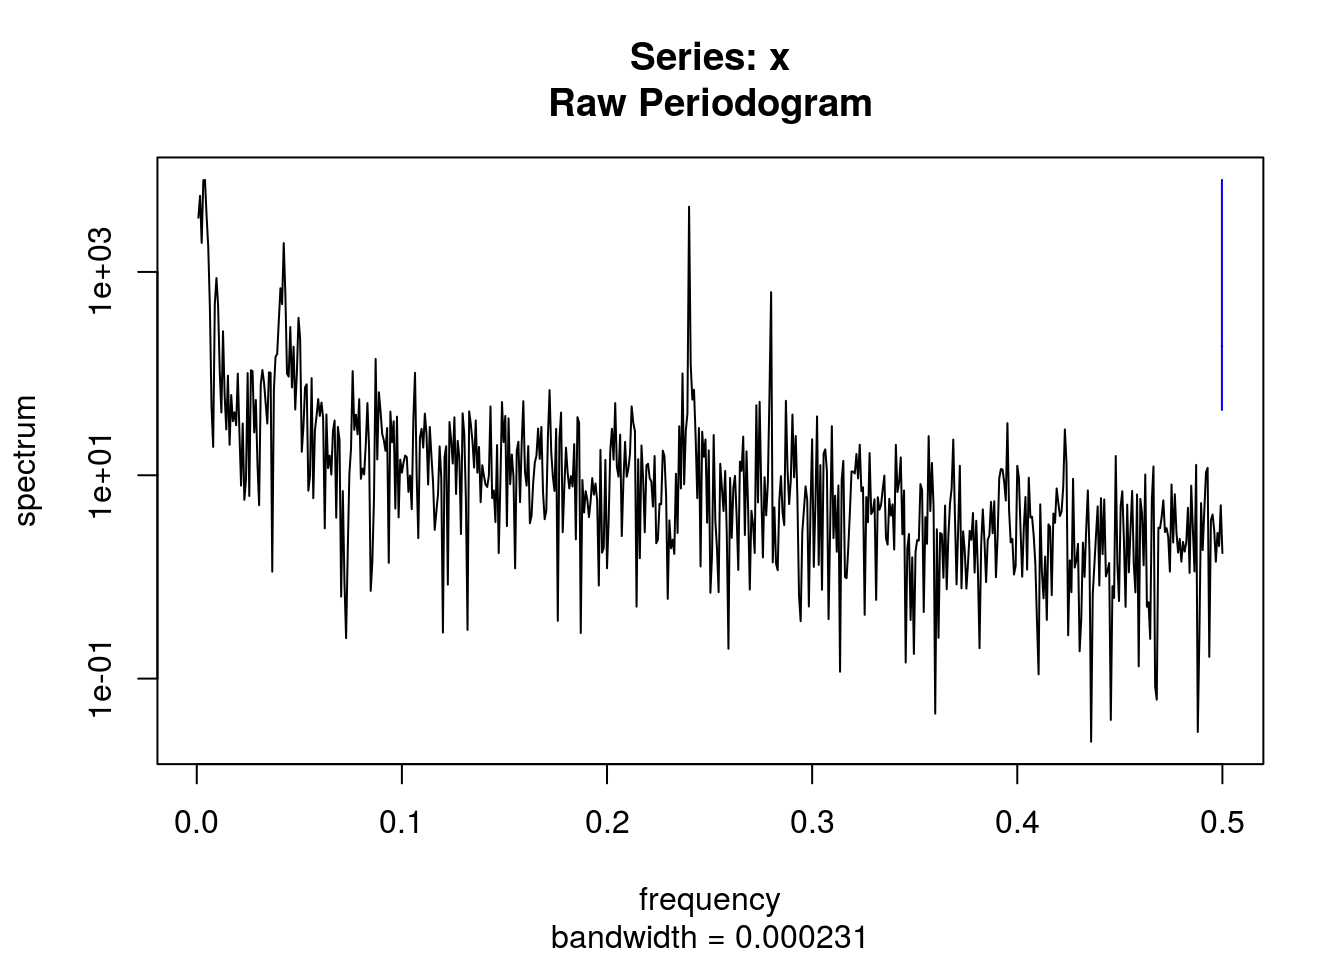 Series: x
Raw Periodogram
spectrum
1e+03
1e+01
1e-01
0.0 0.1 0.2 0.3 0.4 0.5
frequency
bandwidth = 0.000231